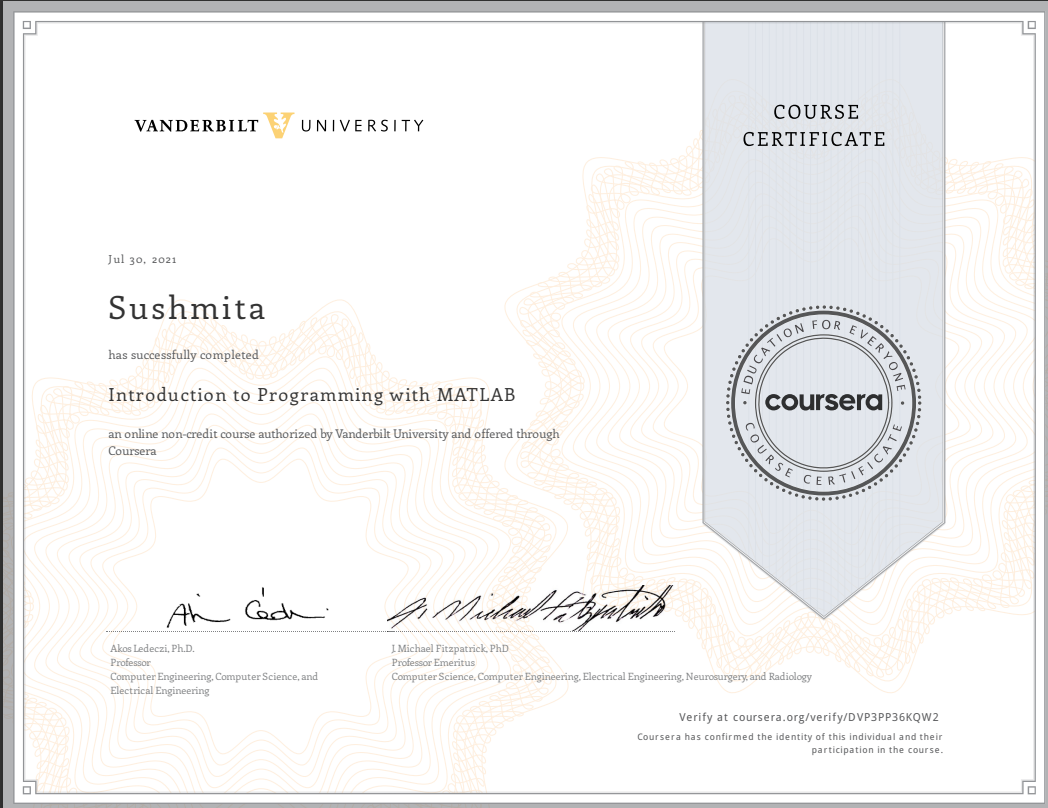 VANDERBILT UNIVERSITY
COURSE
CERTIFICATE
Jul 30, 2021
Sushmita
has successfully completed
Introduction to Programming with MATLAB
an online non-credit course authorized by Vanderbilt University and offered through
Coursera
EDUCATION FOR EVERYONE
coursera
COURSE CERTIFICATE
J. Michael Fitzpatrick
Akos Ledeczi, Ph.D.
Professor
Computer Engineering, Computer Science, and
Electrical Engineering
J. Michael Fitzpatrick, PhD
Professor Emeritus
Computer Science, Computer Engineering, Electrical Engineering, Neurosurgery, and Radiology
Verify at coursera.org/verify/DVP3PP36KQW2
Coursera has confirmed the identity of this individual and their
participation in the course.